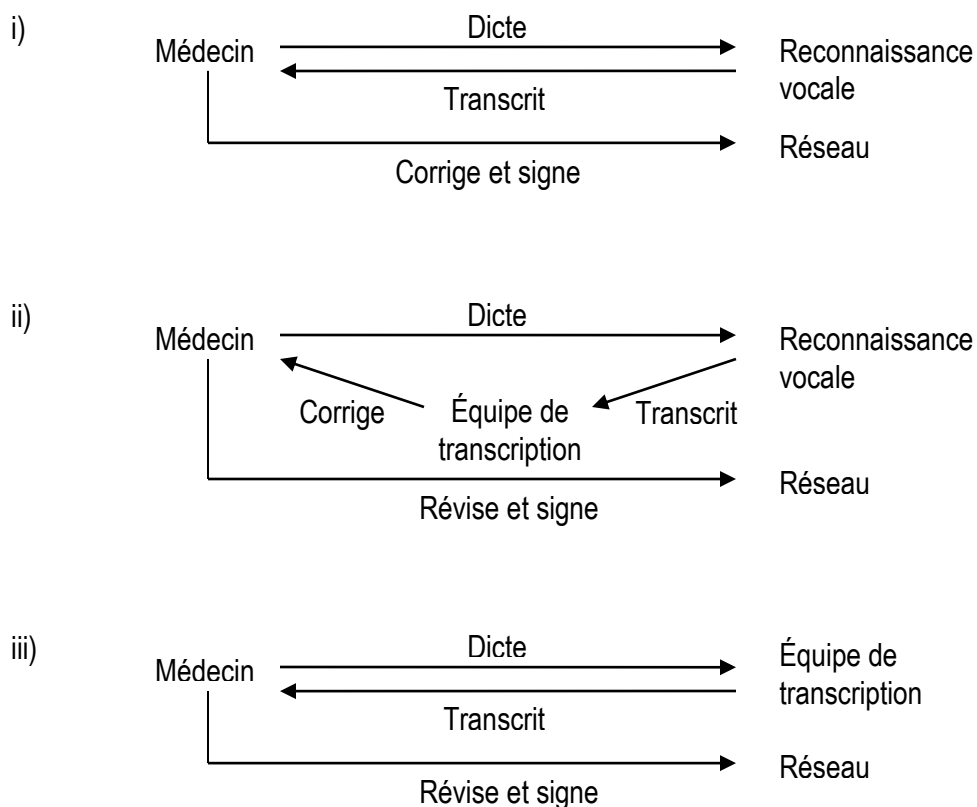 i)
Dicte
Médecin
Reconnaissance
vocale
Transcrit
Réseau
Corrige et signe
ii)
Dicte
Médecin
Reconnaissance
vocale
Corrige
Équipe de
transcription
Transcrit
Réseau
Révise et signe
iii)
Dicte
Médecin
Équipe de
transcription
Transcrit
Réseau
Révise et signe